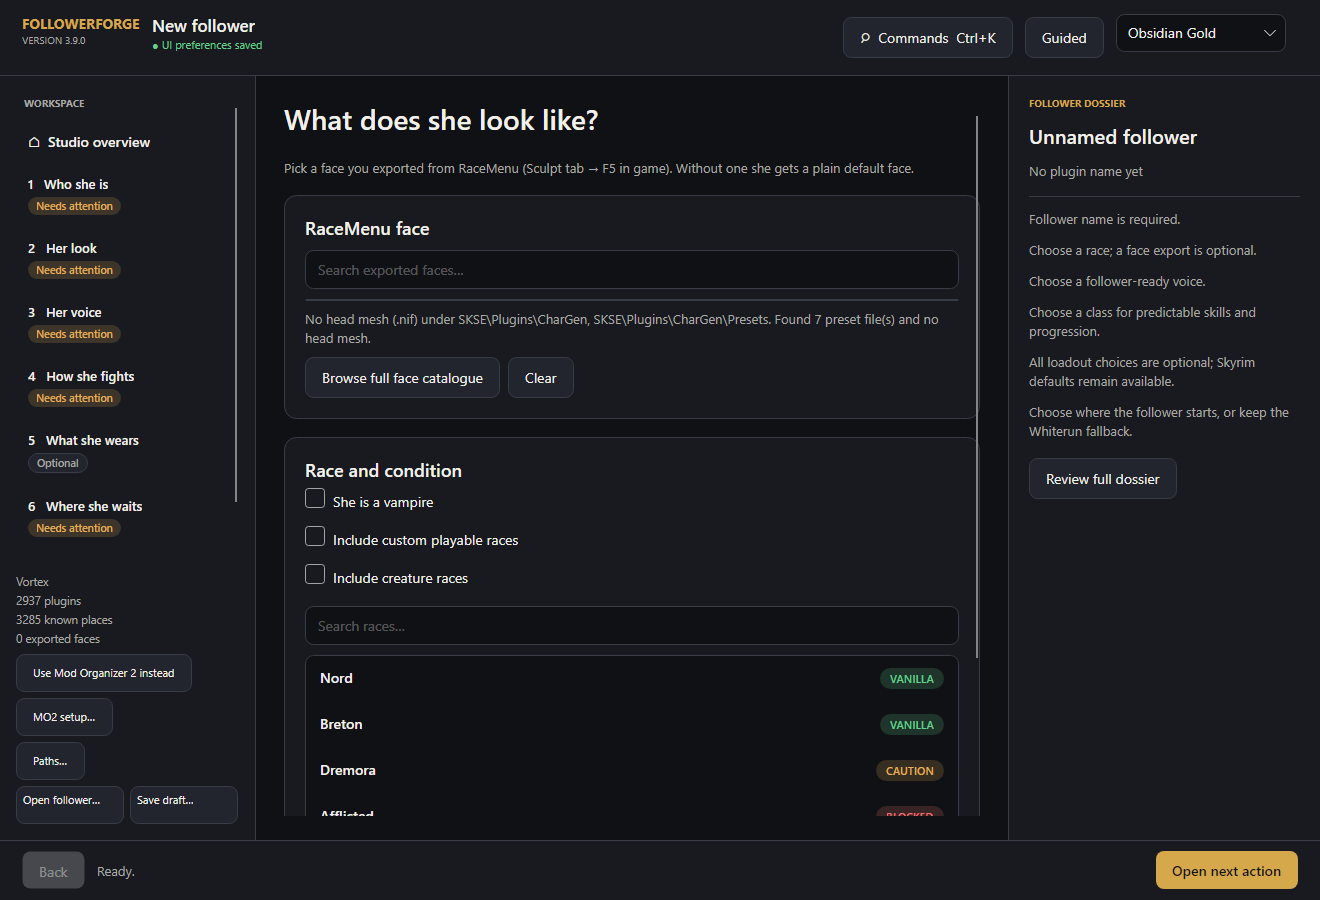 FOLLOWERFORGE
VERSION 3.9.0
New follower
UI preferences saved
Commands Ctrl+K
Guided
Obsidian Gold
WORKSPACE
Studio overview
1 Who she is
Needs attention
2 Her look
Needs attention
3 Her voice
Needs attention
4 How she fights
Needs attention
5 What she wears
Optional
6 Where she waits
Needs attention
Vortex
2937 plugins
3285 known places
0 exported faces
Use Mod Organizer 2 instead
MO2 setup...
Paths...
Open follower...
Save draft...
What does she look like?
Pick a face you exported from RaceMenu (Sculpt tab → F5 in game). Without one she gets a plain default face.
RaceMenu face
Search exported faces...
No head mesh (.nif) under SKSE\Plugins\CharGen, SKSE\Plugins\CharGen\Presets. Found 7 preset file(s) and no
head mesh.
Browse full face catalogue
Clear
Race and condition
She is a vampire
Include custom playable races
Include creature races
Search races...
Nord
VANILLA
Breton
VANILLA
Dremora
CAUTION
Afflicted
BLOCKED
FOLLOWER DOSSIER
Unnamed follower
No plugin name yet
Follower name is required.
Choose a race; a face export is optional.
Choose a follower-ready voice.
Choose a class for predictable skills and
progression.
All loadout choices are optional; Skyrim
defaults remain available.
Choose where the follower starts, or keep the
Whiterun fallback.
Review full dossier
Back
Ready.
Open next action